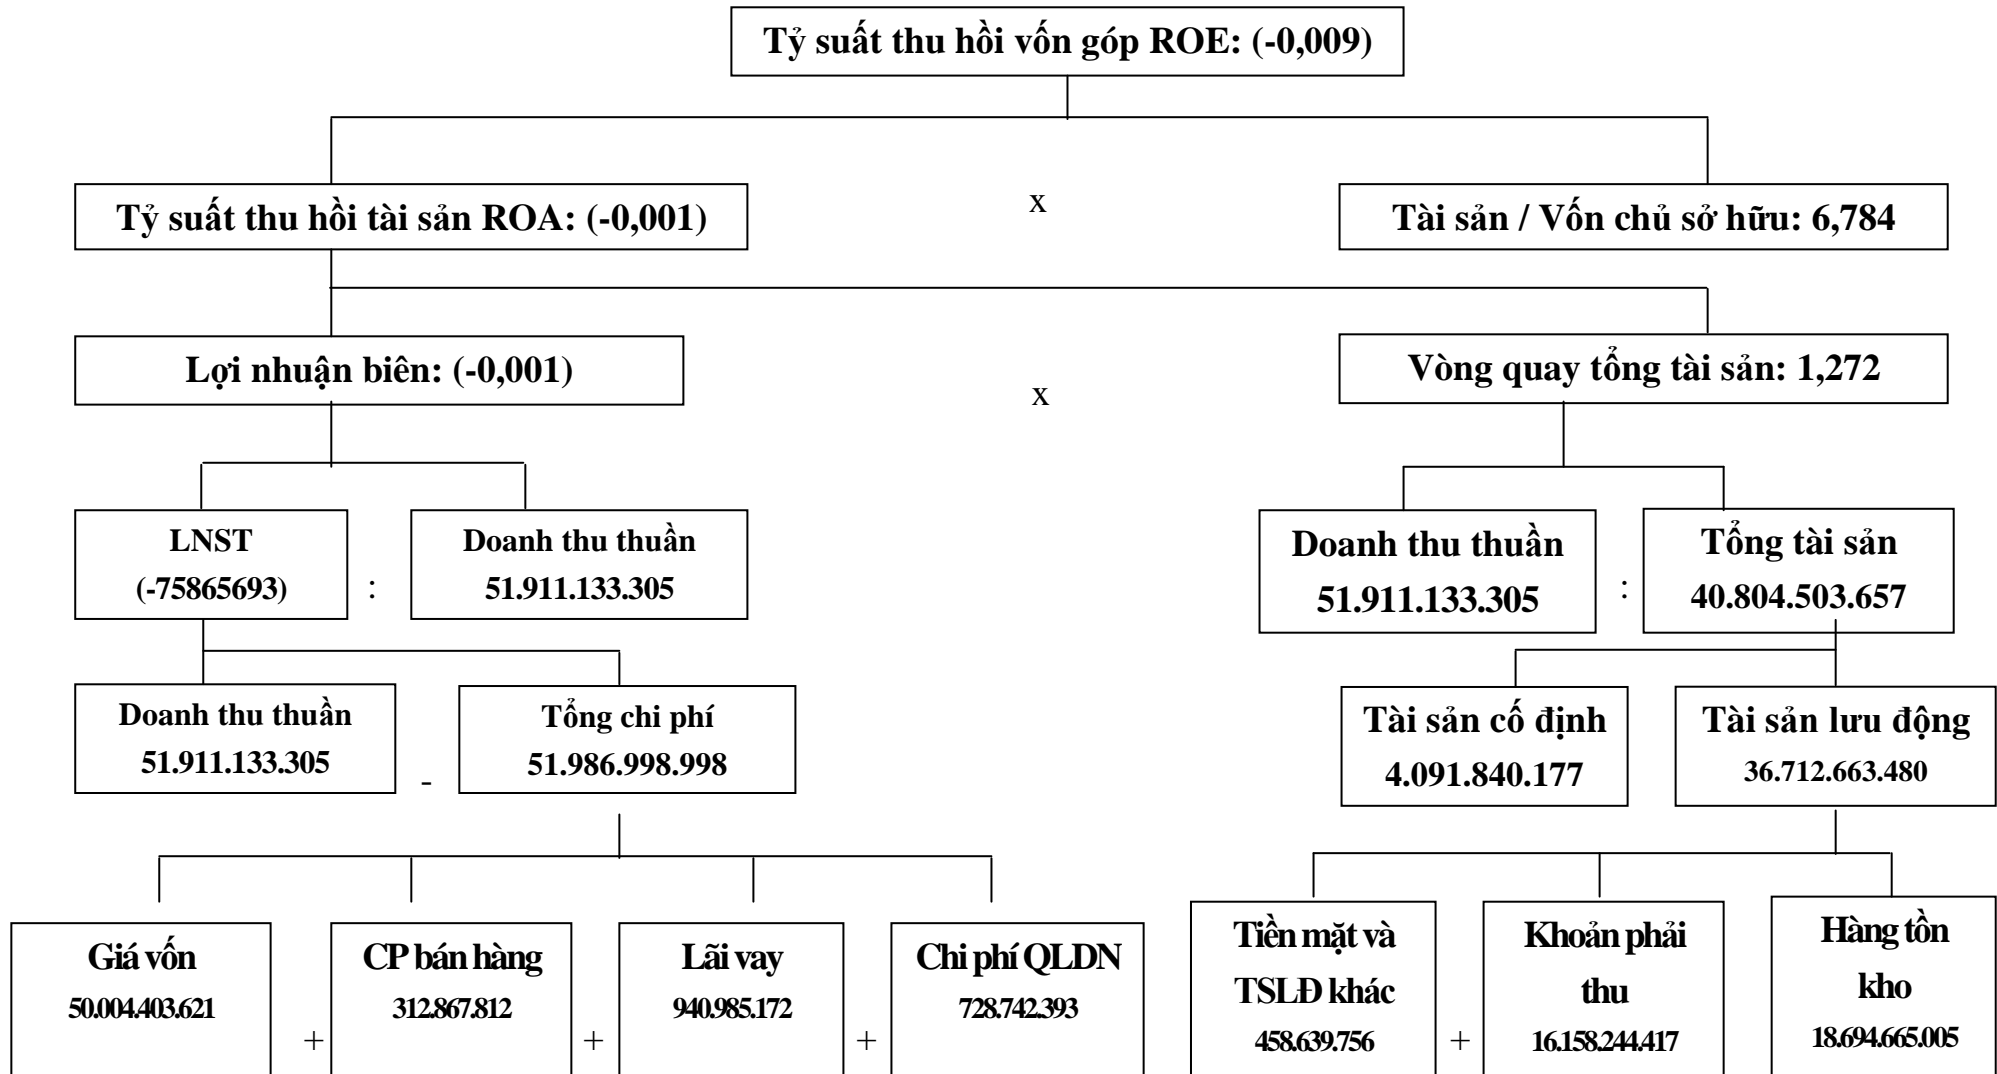 Tỷ suất thu hồi vốn góp ROE: (-0,009)
Tỷ suất thu hồi tài sản ROA: (-0,001)
x
Tài sản / Vốn chủ sở hữu: 6,784
Lợi nhuận biên: (-0,001)
x
Vòng quay tổng tài sản: 1,272
LNST
(-75865693)
:
Doanh thu thuần
51.911.133.305
Doanh thu thuần
51.911.133.305
:
Tổng tài sản
40.804.503.657
Doanh thu thuần
51.911.133.305
-
Tổng chi phí
51.986.998.998
Tài sản cố định
4.091.840.177
Tài sản lưu động
36.712.663.480
Giá vốn
50.004.403.621
+
CP bán hàng
312.867.812
+
Lãi vay
940.985.172
+
Chi phí QLDN
728.742.393
Tiền mặt và
TSLĐ khác
458.639.756
+
Khoản phải
thu
16.158.244.417
Hàng tồn
kho
18.694.665.005